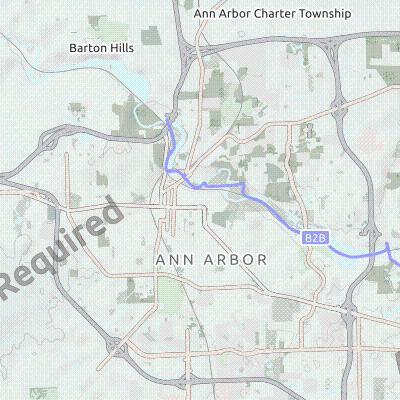 Ann Arbor Charter Township
Barton Hills
Required
B2B
ANN ARBOR